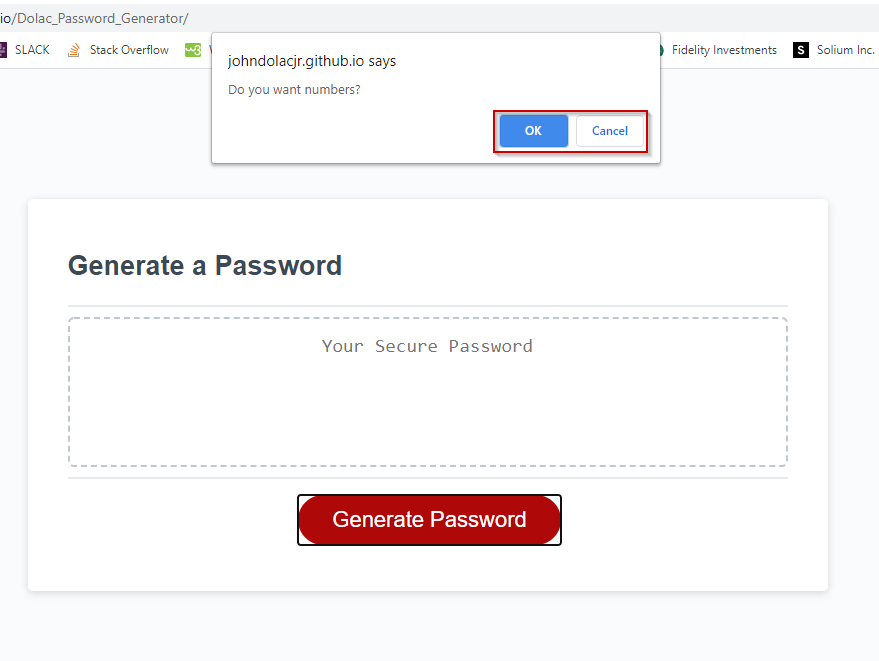 io/Dolac_Password_Generator/
SLACK Stack Overflow Fidelity Investments S Solium Inc.
johndolacjr.github.io says
Do you want numbers?
OK Cancel
Generate a Password
Your Secure Password
Generate Password